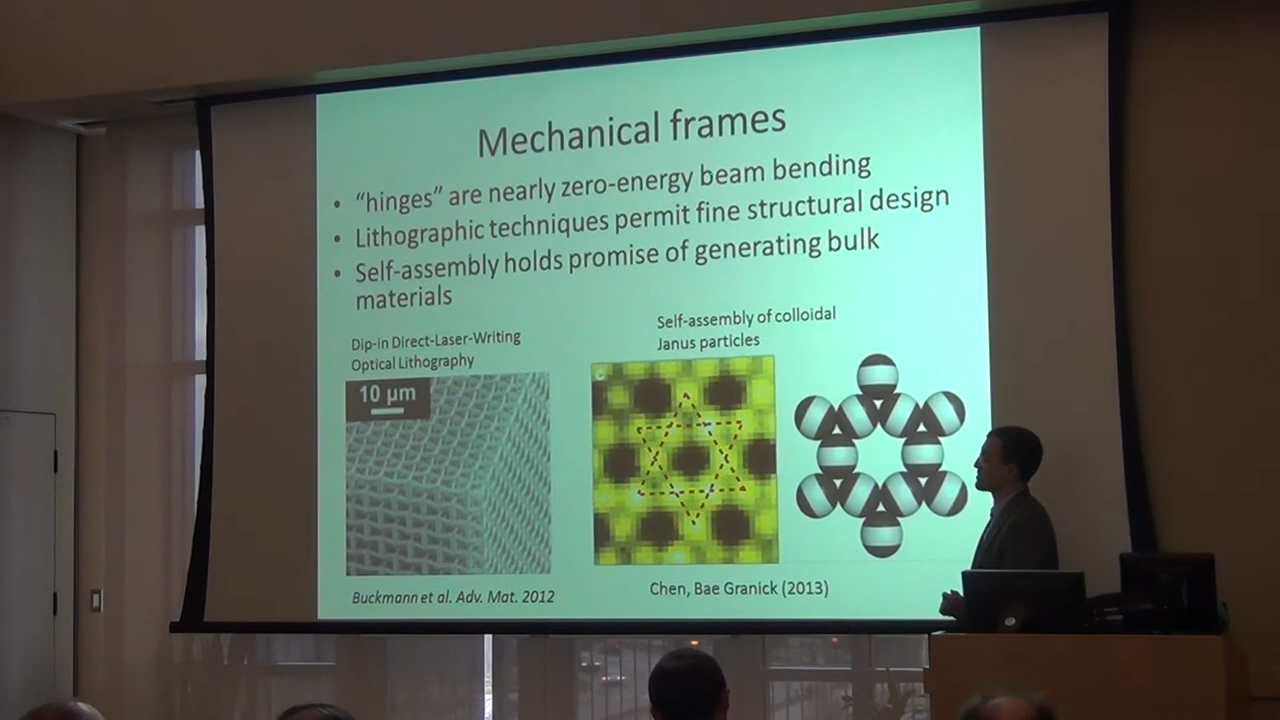 Mechanical frames
• "hinges" are nearly zero-energy beam bending
• Lithographic techniques permit fine structural design
• Self-assembly holds promise of generating bulk
materials
Dip-in Direct-Laser-Writing
Optical Lithography
Self-assembly of colloidal
Janus particles
10 μm
Buckmann et al. Adv. Mat. 2012
Chen, Bae Granick (2013)